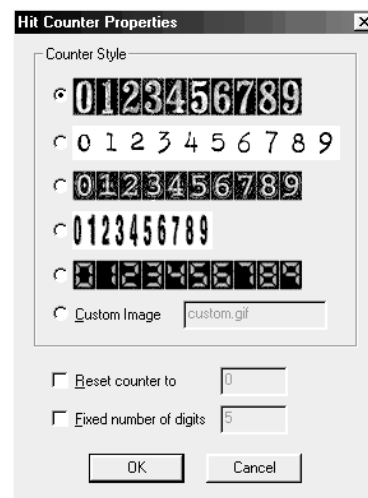 Hit Counter Properties
Counter Style
0123456789
0 1 2 3 4 5 6 7 8 9
0123456789
0123456789
0123456789
Custom Image custom.gif
Reset counter to 0
Fixed number of digits 5
OK Cancel